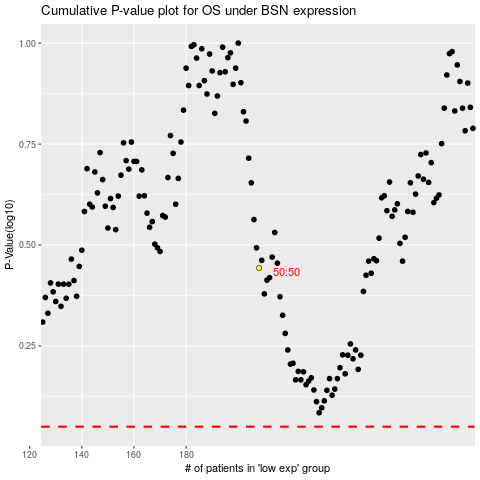 Cumulative P-value plot for OS under BSN expression
P-Value(log10)
1.00
0.75
0.50
0.25
50:50
120 140 160 180
# of patients in 'low exp' group